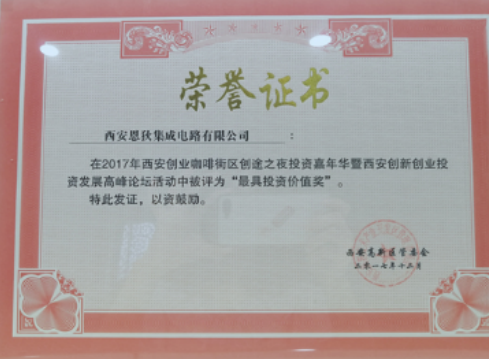 荣誉证书
西安恩狄集成电路有限公司：
在2017年西安创业咖啡街区创途之夜投资嘉年华暨西安创新创业投
资发展高峰论坛活动中被评为“最具投资价值奖”。
特此发证，以资鼓励。
西安高新区管委会
二零一七年十二月